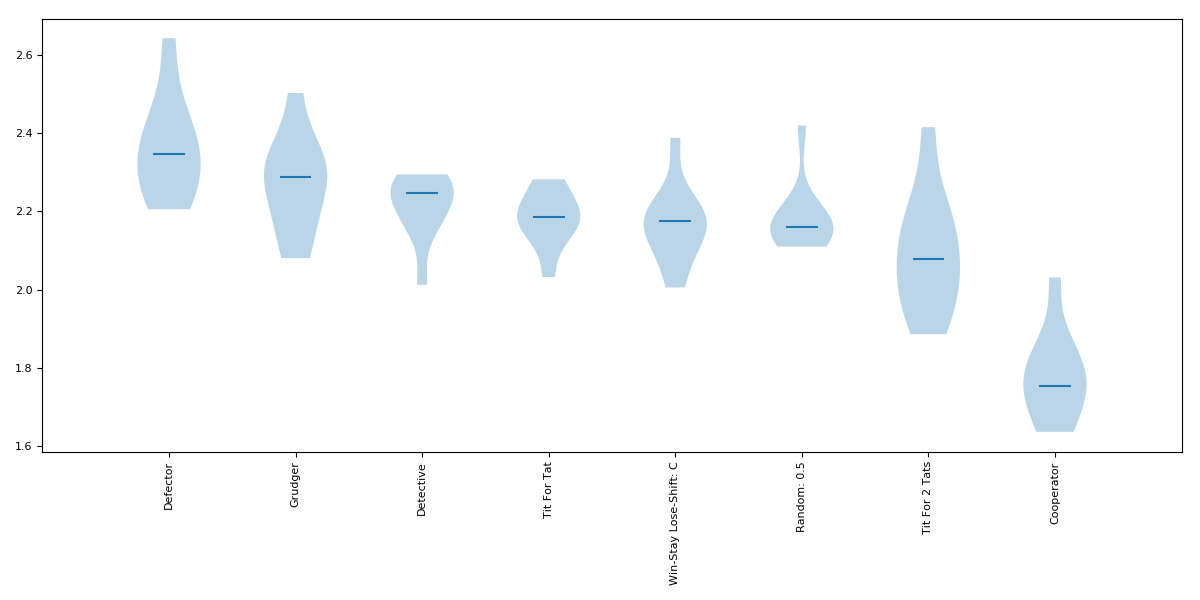 2.6
2.4
2.2
2.0
1.8
1.6
Defector
Grudger
Detective
Tit For Tat
Win-Stay Lose-Shift: C
Random: 0.5
Tit For 2 Tats
Cooperator